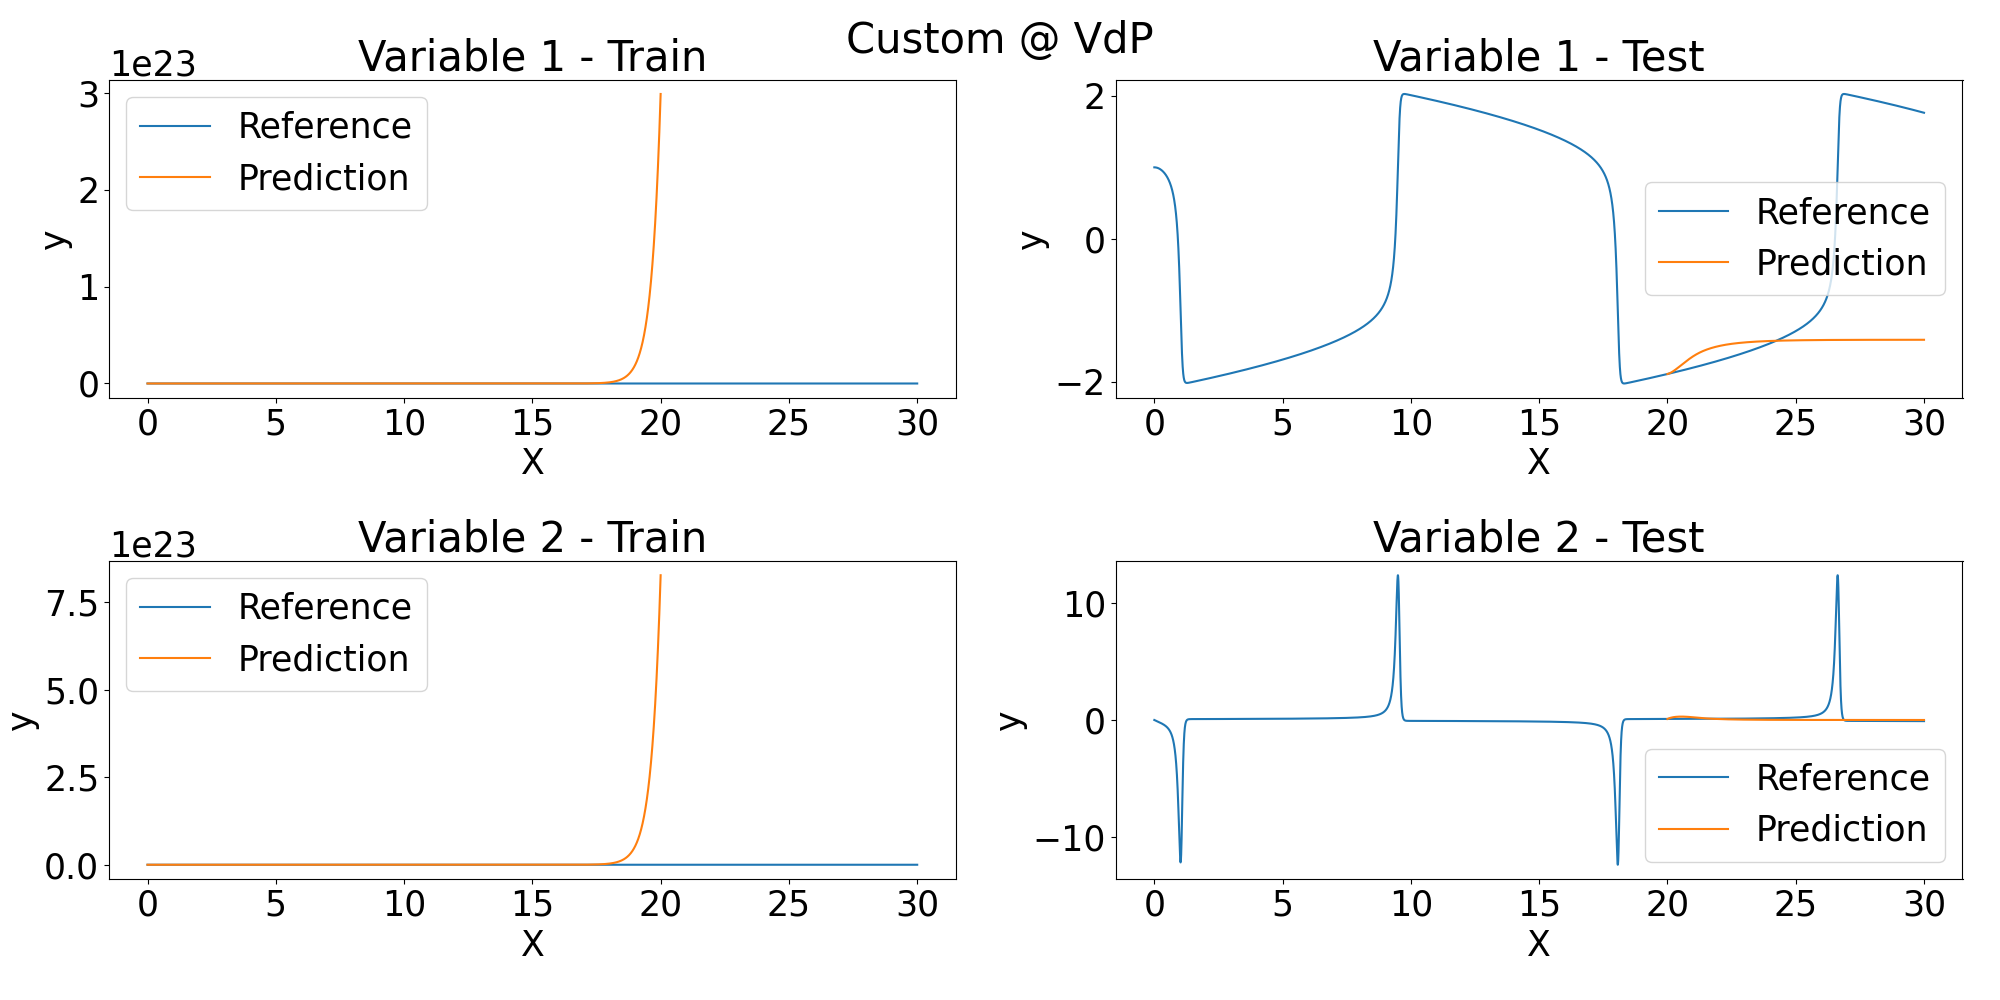 Custom @ VdP
Variable 1 - Train
1e23
3
2
1
0
y
Reference
Prediction
0 5 10 15 20 25 30
X
Variable 1 - Test
2
0
−2
y
Reference
Prediction
0 5 10 15 20 25 30
X
Variable 2 - Train
1e23
7.5
5.0
2.5
0.0
y
Reference
Prediction
0 5 10 15 20 25 30
X
Variable 2 - Test
10
0
−10
y
Reference
Prediction
0 5 10 15 20 25 30
X